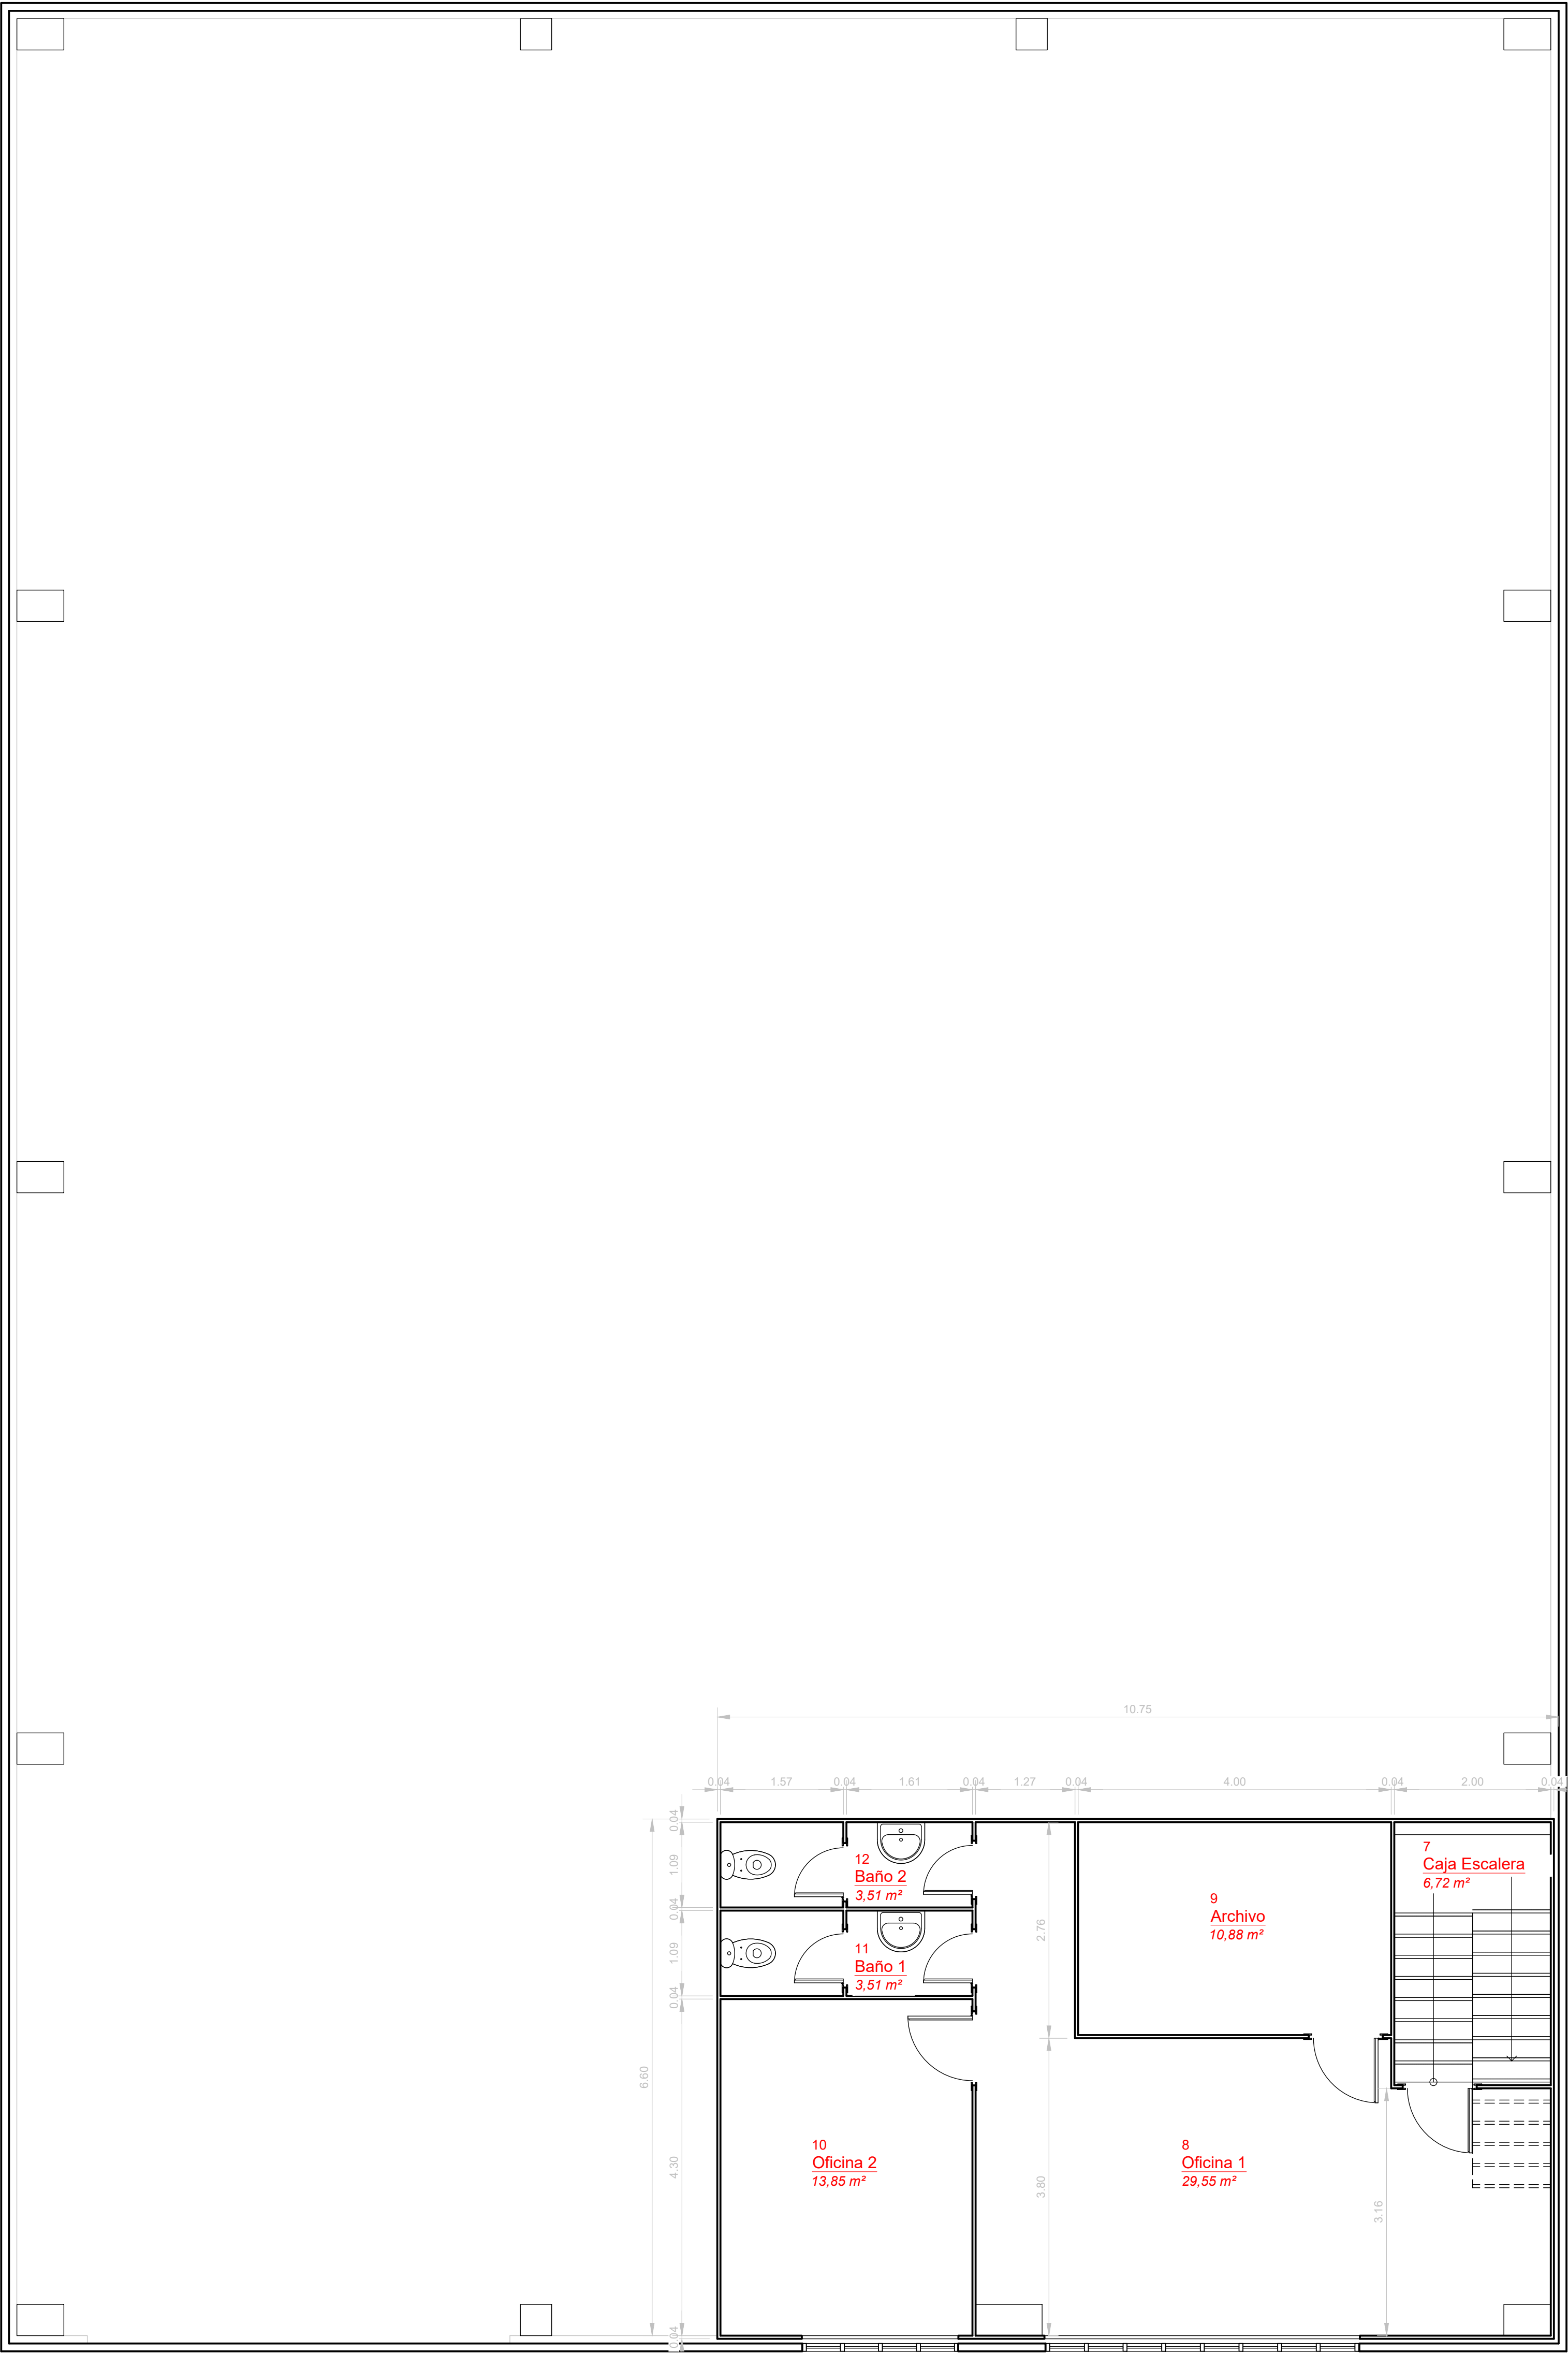 10.75
0.04
1.57
0.04
1.61
0.04
1.27
0.04
4.00
0.04
2.00
0.04
0.04
1.09
0.04
1.09
0.04
4.30
0.04
6.60
12
Baño 2
3,51 m²
11
Baño 1
3,51 m²
7
Caja Escalera
6,72 m²
9
Archivo
10,88 m²
2.76
10
Oficina 2
13,85 m²
8
Oficina 1
29,55 m²
3.80
3.16